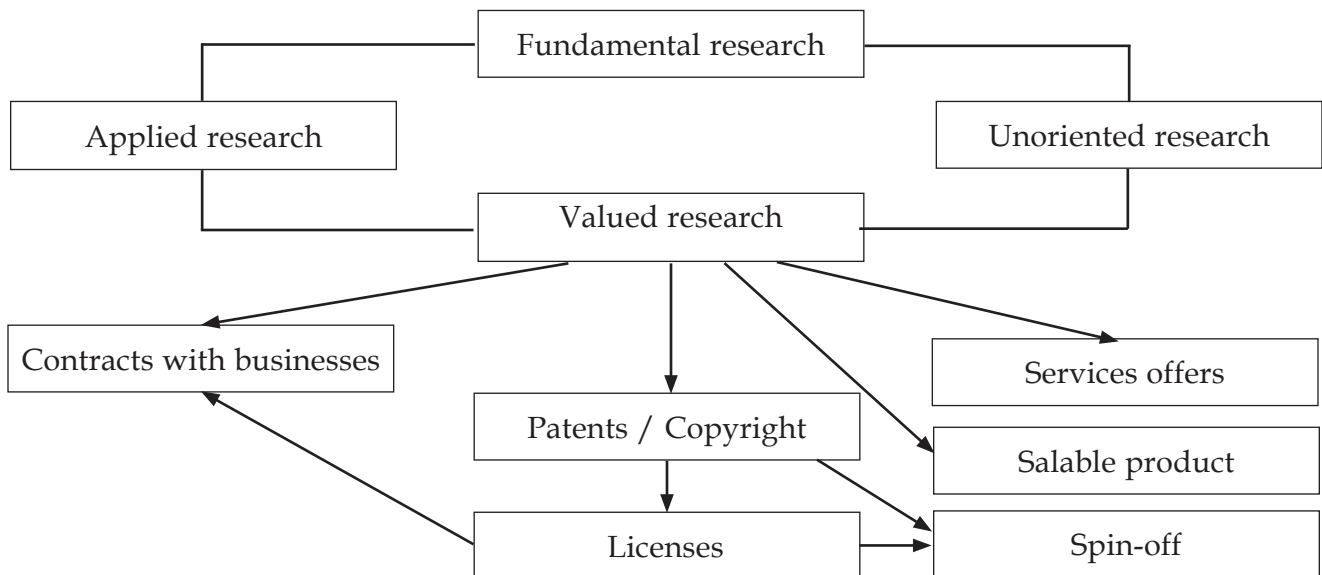 Fundamental research
Applied research
Unoriented research
Valued research
Contracts with businesses
Services offers
Patents / Copyright
Salable product
Licenses
Spin-off